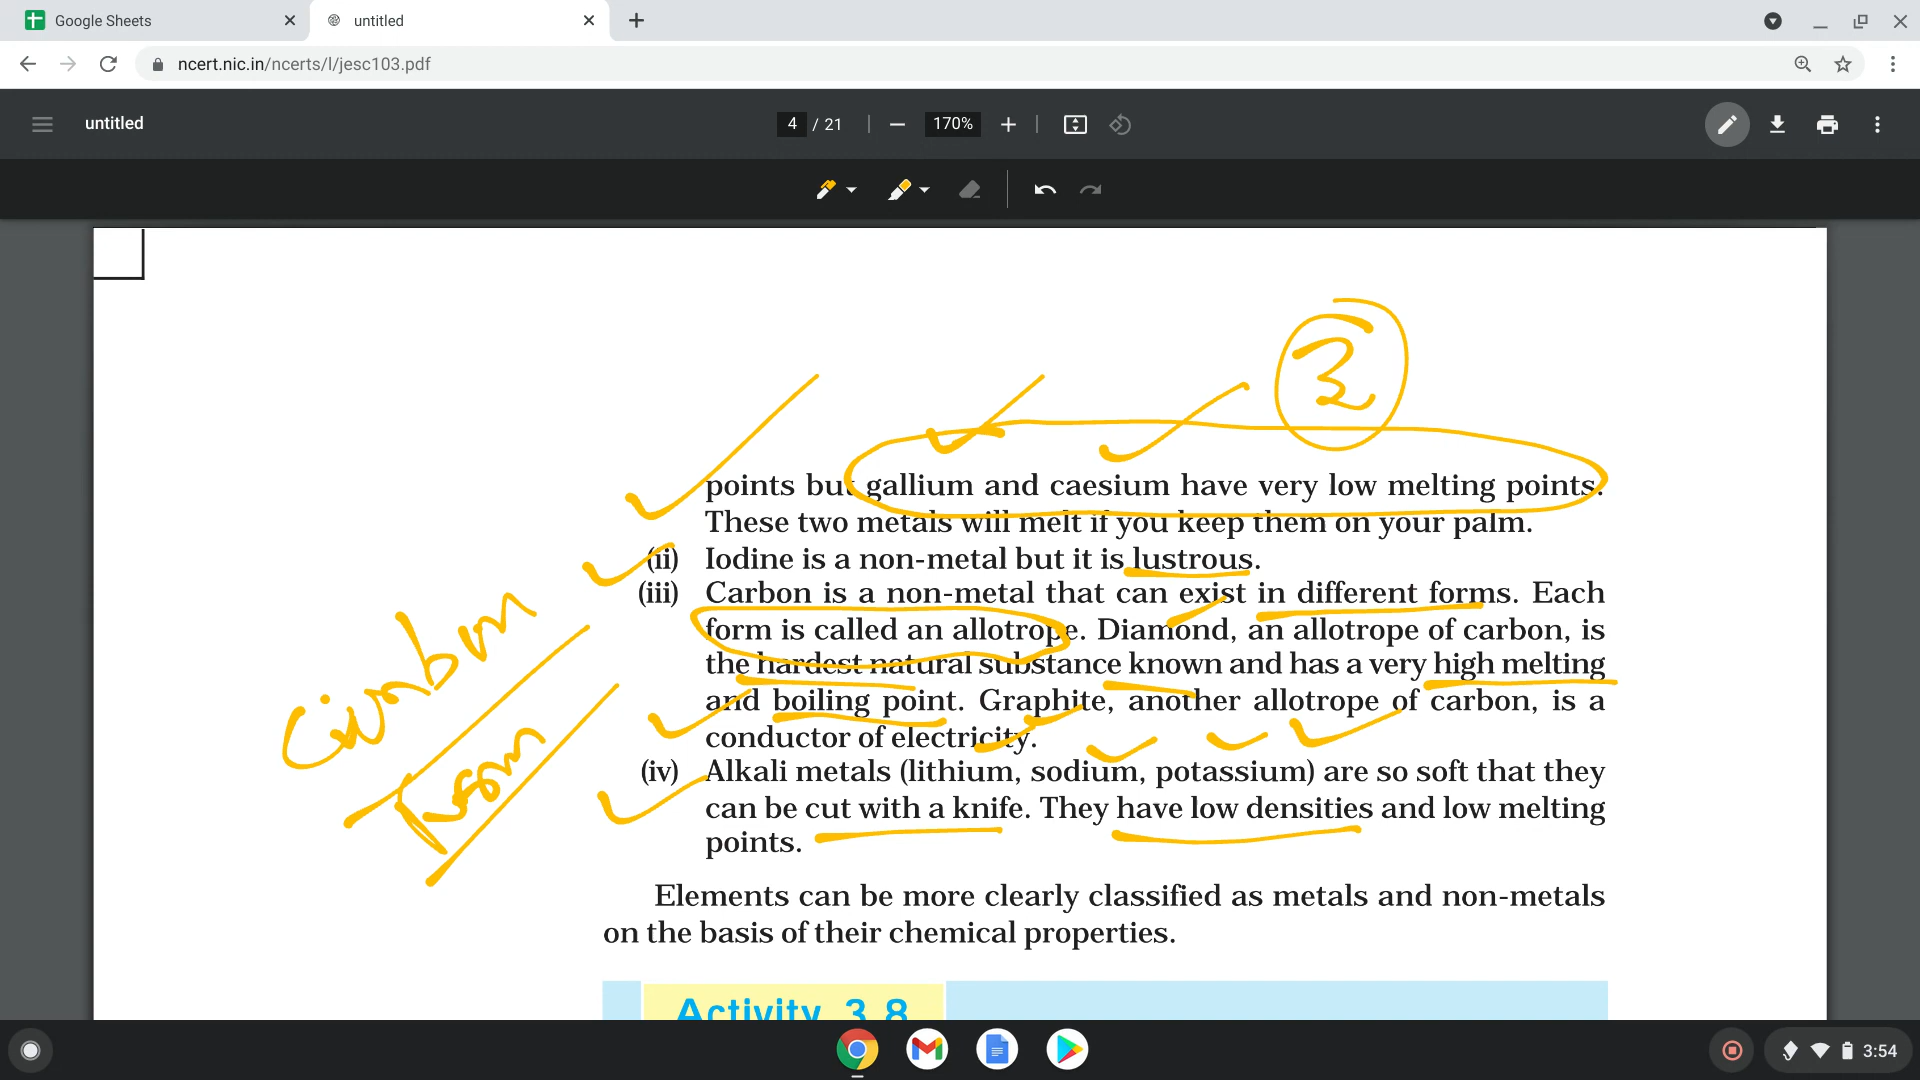 Google Sheets
untitled
ncert.nic.in/ncerts/l/jesc103.pdf
untitled
4 / 21
170%
3
points but gallium and caesium have very low melting points.
These two metals will melt if you keep them on your palm.
(ii) Iodine is a non-metal but it is lustrous.
(iii) Carbon is a non-metal that can exist in different forms. Each
form is called an allotrope. Diamond, an allotrope of carbon, is
the hardest natural substance known and has a very high melting
and boiling point. Graphite, another allotrope of carbon, is a
conductor of electricity.
(iv) Alkali metals (lithium, sodium, potassium) are so soft that they
can be cut with a knife. They have low densities and low melting
points.
Carbon
Elements can be more clearly classified as metals and non-metals
on the basis of their chemical properties.
Activity 3.8
3:54